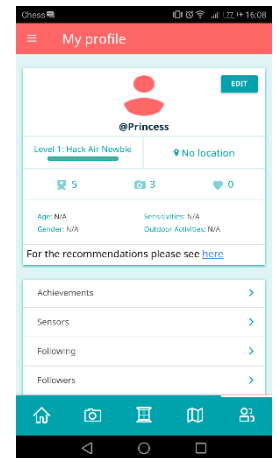 Chess
16:08
My profile
EDIT
@Princess
Level 1: Hack Air Newbie
No location
5
3
0
Age: N/A
Sensitivities: N/A
Gender: N/A
Outdoor Activities: N/A
For the recommendations please see here
Achievements
Sensors
Following
Followers